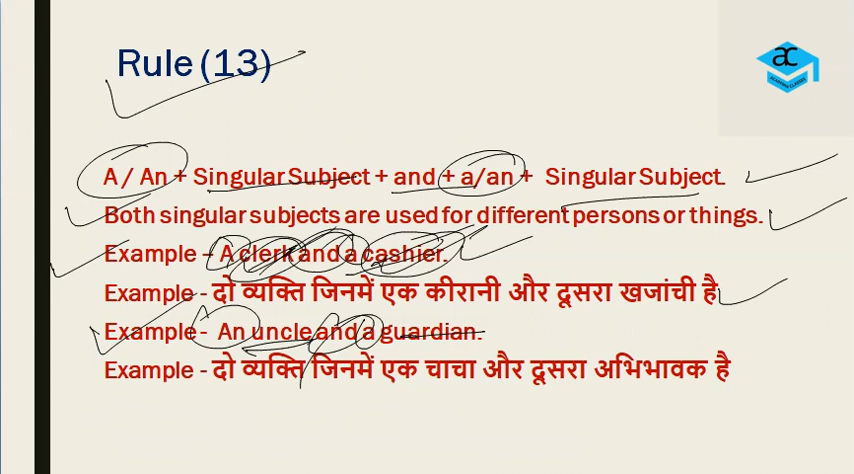 Rule (13)
ac
ACADEMIA CLASSES
A / An + Singular Subject + and + a/an + Singular Subject.
Both singular subjects are used for different persons or things.
Example – A clerk and a cashier.
Example - दो व्यक्ति जिनमें एक कीरानी और दूसरा खजांची है
Example - An uncle and a guardian.
Example - दो व्यक्ति जिनमें एक चाचा और दूसरा अभिभावक है